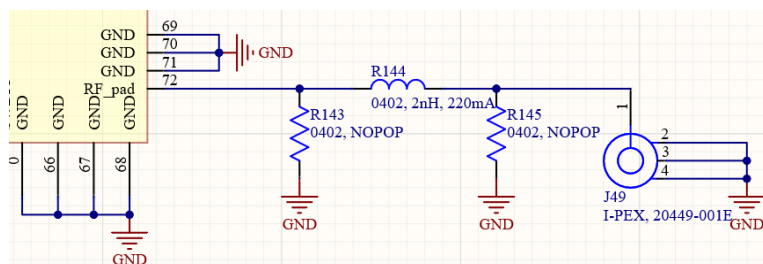 GND 69
GND 70
GND 71
GND
RF_pad 72
R144
0402, 2nH, 220mA
R143
0402, NOPOP
R145
0402, NOPOP
1
2
3
4
GND
GND
GND
GND
0
66
67
68
GND
GND
GND
J49
I-PEX, 20449-001E
GND
GND